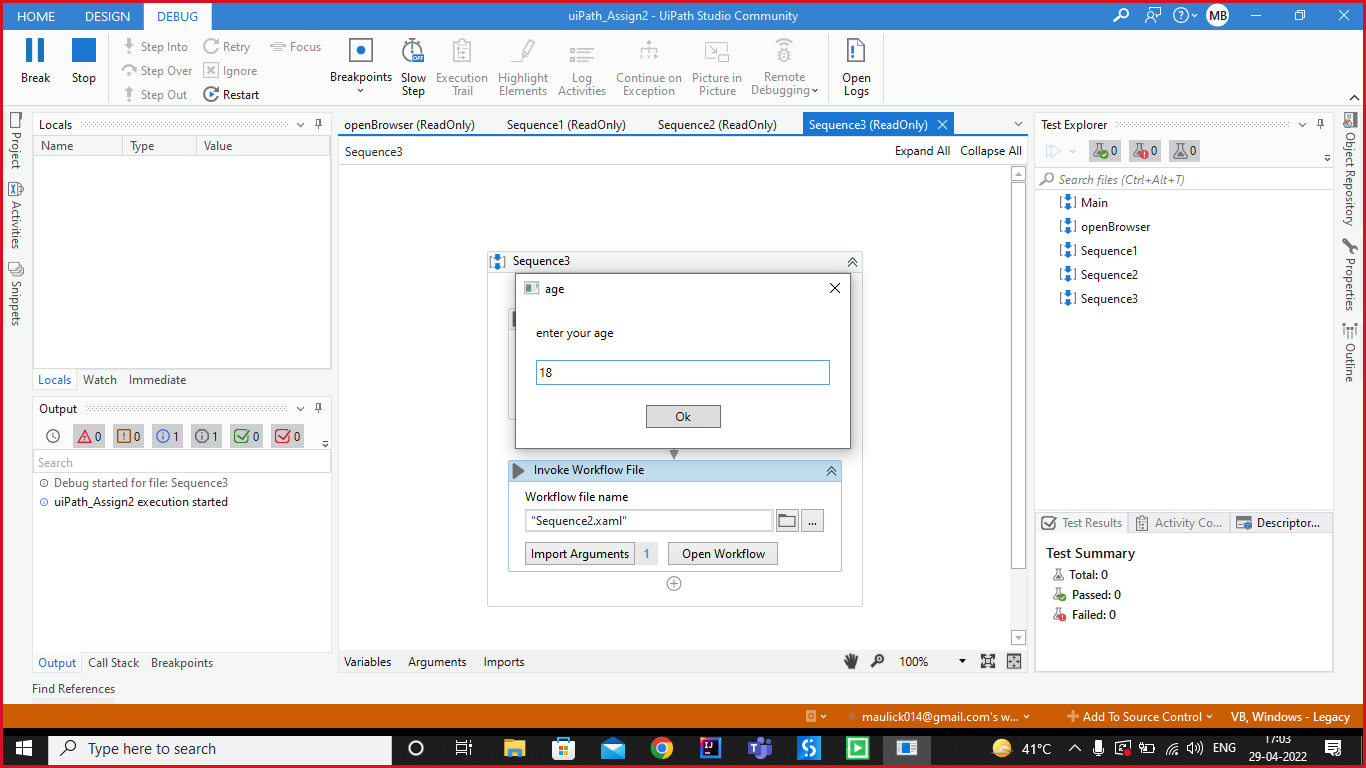 HOME DESIGN DEBUG uiPath_Assign2 - UiPath Studio Community MB
Break Stop Step Into Step Over Step Out Retry Ignore Restart Focus
Breakpoints Slow Step Execution Trail Highlight Elements Log Activities Continue on Exception Picture in Picture Remote Debugging Open Logs
Project
Activities
Snippets
Locals
Name Type Value
Locals Watch Immediate
Output
0 0 1 1 0 0
Search
Debug started for file: Sequence3
uiPath_Assign2 execution started
Output Call Stack Breakpoints
Find References
openBrowser (ReadOnly) Sequence1 (ReadOnly) Sequence2 (ReadOnly) Sequence3 (ReadOnly)
Sequence3 Expand All Collapse All
Sequence3
age
enter your age
18
Ok
Invoke Workflow File
Workflow file name
"Sequence2.xaml" ...
Import Arguments 1 Open Workflow
Variables Arguments Imports 100%
Test Explorer
0 0 0
Search files (Ctrl+Alt+T)
Main
openBrowser
Sequence1
Sequence2
Sequence3
Test Results Activity Co... Descriptor...
Test Summary
Total: 0
Passed: 0
Failed: 0
Object Repository
Properties
Outline
maulick014@gmail.com's w... Add To Source Control VB, Windows - Legacy
Type here to search 41°C ENG 17:03
29-04-2022